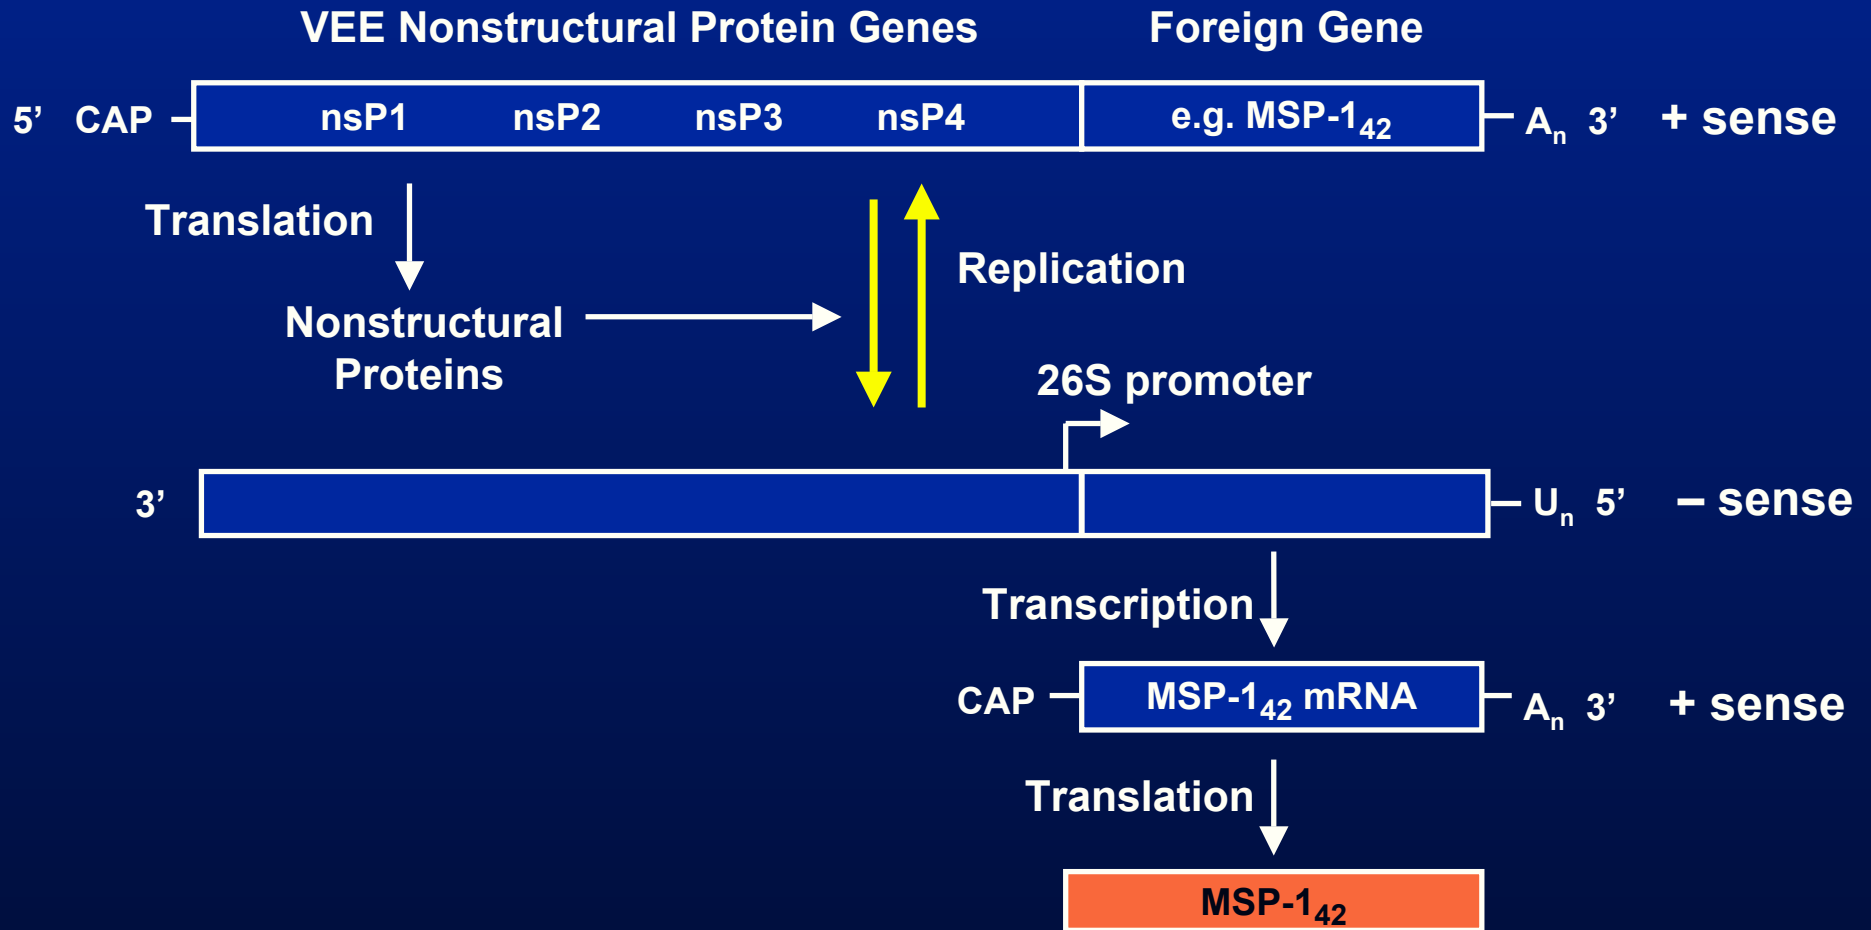 VEE Nonstructural Protein Genes Foreign Gene
5’ CAP nsP1 nsP2 nsP3 nsP4 e.g. MSP-1₄₂ Aₙ 3’ + sense
Translation
Replication
Nonstructural
Proteins
26S promoter
3’ Uₙ 5’ – sense
Transcription
CAP MSP-1₄₂ mRNA Aₙ 3’ + sense
Translation
MSP-1₄₂